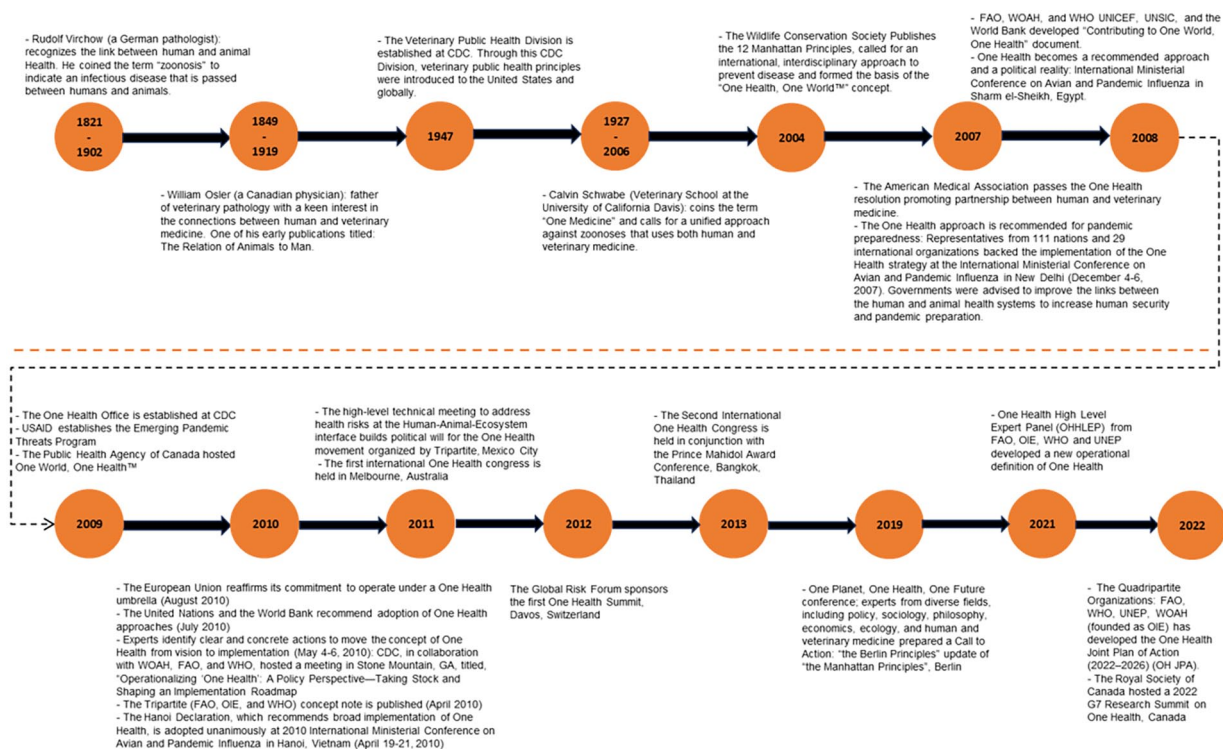 - Rudolf Virchow (a German pathologist):
recognizes the link between human and animal
Health. He coined the term “zoonosis” to
indicate an infectious disease that is passed
between humans and animals.
- The Veterinary Public Health Division is
established at CDC. Through this CDC
Division, veterinary public health principles
were introduced to the United States and
globally.
- The Wildlife Conservation Society Publishes
the 12 Manhattan Principles, called for an
international, interdisciplinary approach to
prevent disease and formed the basis of the
“One Health, One World™” concept.
- FAO, WOAH, and WHO UNICEF, UNSIC, and the
World Bank developed “Contributing to One World,
One Health” document.
- One Health becomes a recommended approach
and a political reality: International Ministerial
Conference on Avian and Pandemic Influenza in
Sharm el-Sheikh, Egypt.
1821
-
1902
1849
-
1919
1947
1927
-
2006
2004
2007
2008
- William Osler (a Canadian physician): father
of veterinary pathology with a keen interest in
the connections between human and veterinary
medicine. One of his early publications titled:
The Relation of Animals to Man.
- Calvin Schwabe (Veterinary School at the
University of California Davis): coins the term
“One Medicine” and calls for a unified approach
against zoonoses that uses both human and
veterinary medicine.
- The American Medical Association passes the One Health
resolution promoting partnership between human and veterinary
medicine.
- The One Health approach is recommended for pandemic
preparedness: Representatives from 111 nations and 29
international organizations backed the implementation of the One
Health strategy at the International Ministerial Conference on
Avian and Pandemic Influenza in New Delhi (December 4-6,
2007). Governments were advised to improve the links between
the human and animal health systems to increase human security
and pandemic preparation.
- The One Health Office is established at CDC
- USAID establishes the Emerging Pandemic
Threats Program
- The Public Health Agency of Canada hosted
One World, One Health™
- The high-level technical meeting to address
health risks at the Human-Animal-Ecosystem
interface builds political will for the One Health
movement organized by Tripartite, Mexico City
- The first international One Health congress is
held in Melbourne, Australia
- The Second International
One Health Congress is
held in conjunction with
the Prince Mahidol Award
Conference, Bangkok,
Thailand
- One Health High Level
Expert Panel (OHHLEP) from
FAO, OIE, WHO and UNEP
developed a new operational
definition of One Health
2009
2010
2011
2012
2013
2019
2021
2022
- The European Union reaffirms its commitment to operate under a One Health
umbrella (August 2010)
- The United Nations and the World Bank recommend adoption of One Health
approaches (July 2010)
- Experts identify clear and concrete actions to move the concept of One
Health from vision to implementation (May 4-6, 2010): CDC, in collaboration
with WOAH, FAO, and WHO, hosted a meeting in Stone Mountain, GA, titled,
“Operationalizing ‘One Health’: A Policy Perspective—Taking Stock and
Shaping an Implementation Roadmap
- The Tripartite (FAO, OIE, and WHO) concept note is published (April 2010)
- The Hanoi Declaration, which recommends broad implementation of One
Health, is adopted unanimously at 2010 International Ministerial Conference on
Avian and Pandemic Influenza in Hanoi, Vietnam (April 19-21, 2010)
The Global Risk Forum sponsors
the first One Health Summit,
Davos, Switzerland
- One Planet, One Health, One Future
conference; experts from diverse fields,
including policy, sociology, philosophy,
economics, ecology, and human and
veterinary medicine prepared a Call to
Action: “the Berlin Principles” update of
“the Manhattan Principles”, Berlin
- The Quadripartite
Organizations: FAO,
WHO, UNEP, WOAH
(founded as OIE) has
developed the One Health
Joint Plan of Action
(2022–2026) (OH JPA).
- The Royal Society of
Canada hosted a 2022
G7 Research Summit on
One Health, Canada